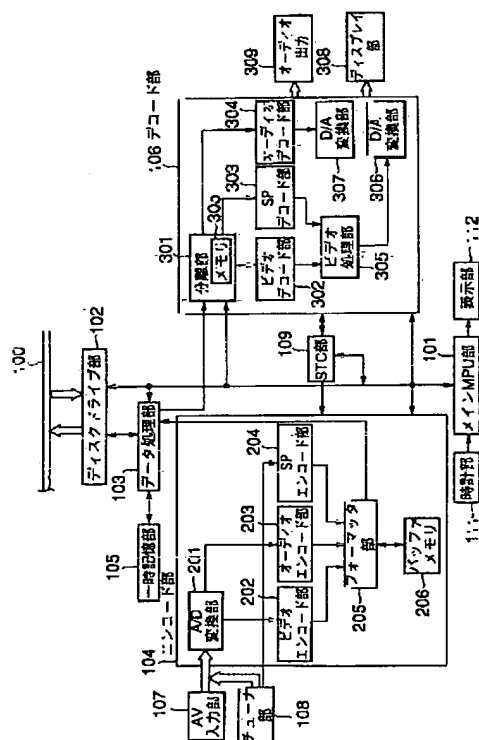 100
102
ディスクドライブ部
103
データ処理部
105
一時記憶部
104
エンコード部
107
AV
入力部
チューナ
部
108
201
A/D
変換部
202
ビデオ
エンコード部
203
オーディオ
エンコード部
204
SP
エンコード部
フォーマッタ
部
205
バッファ
メモリ
206
109
STC部
106 デコード部
301
分離部
メモリ
303
ビデオ
デコード部
302
303
SP
デコード部
304
オーディオ
デコード部
ビデオ
処理部
305
D/A
変換部
307
D/A
変換部
306
309
オーディオ
出力
308
ディスプレイ
部
時計部
101
メインMPU部
112
表示部